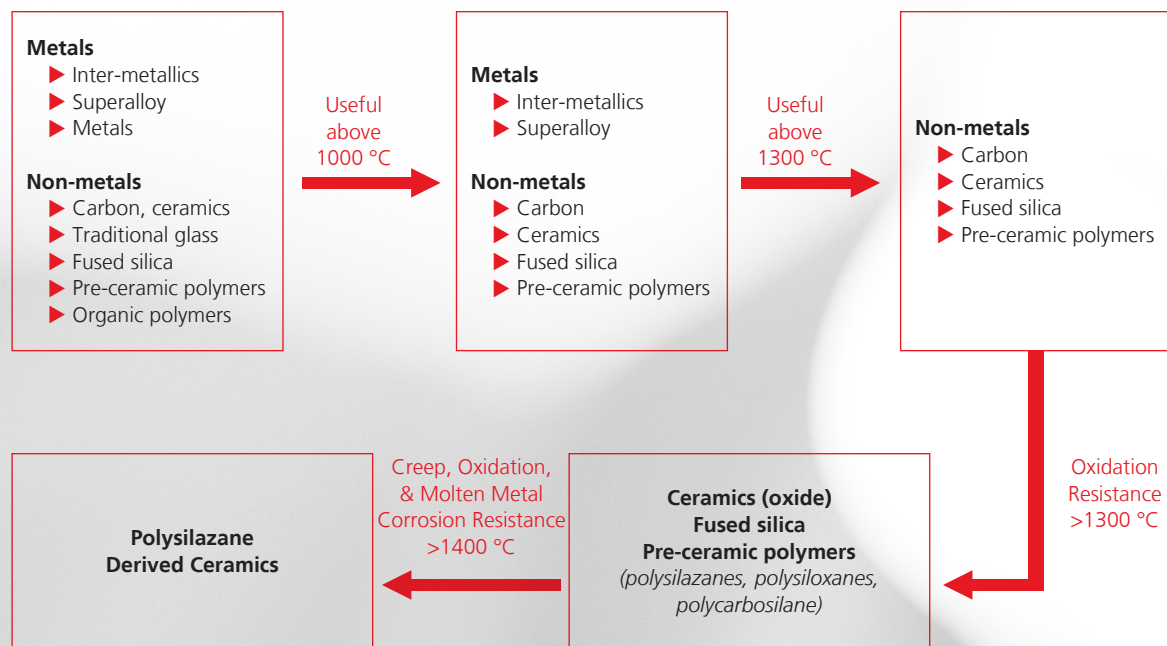 Metals
Inter-metallics
Superalloy
Metals
Non-metals
Carbon, ceramics
Traditional glass
Fused silica
Pre-ceramic polymers
Organic polymers
Useful
above
1000 °C
Metals
Inter-metallics
Superalloy
Non-metals
Carbon
Ceramics
Fused silica
Pre-ceramic polymers
Useful
above
1300 °C
Non-metals
Carbon
Ceramics
Fused silica
Pre-ceramic polymers
Oxidation
Resistance
>1300 °C
Ceramics (oxide)
Fused silica
Pre-ceramic polymers
(polysilazanes, polysiloxanes,
polycarbosilane)
Creep, Oxidation,
& Molten Metal
Corrosion Resistance
>1400 °C
Polysilazane
Derived Ceramics